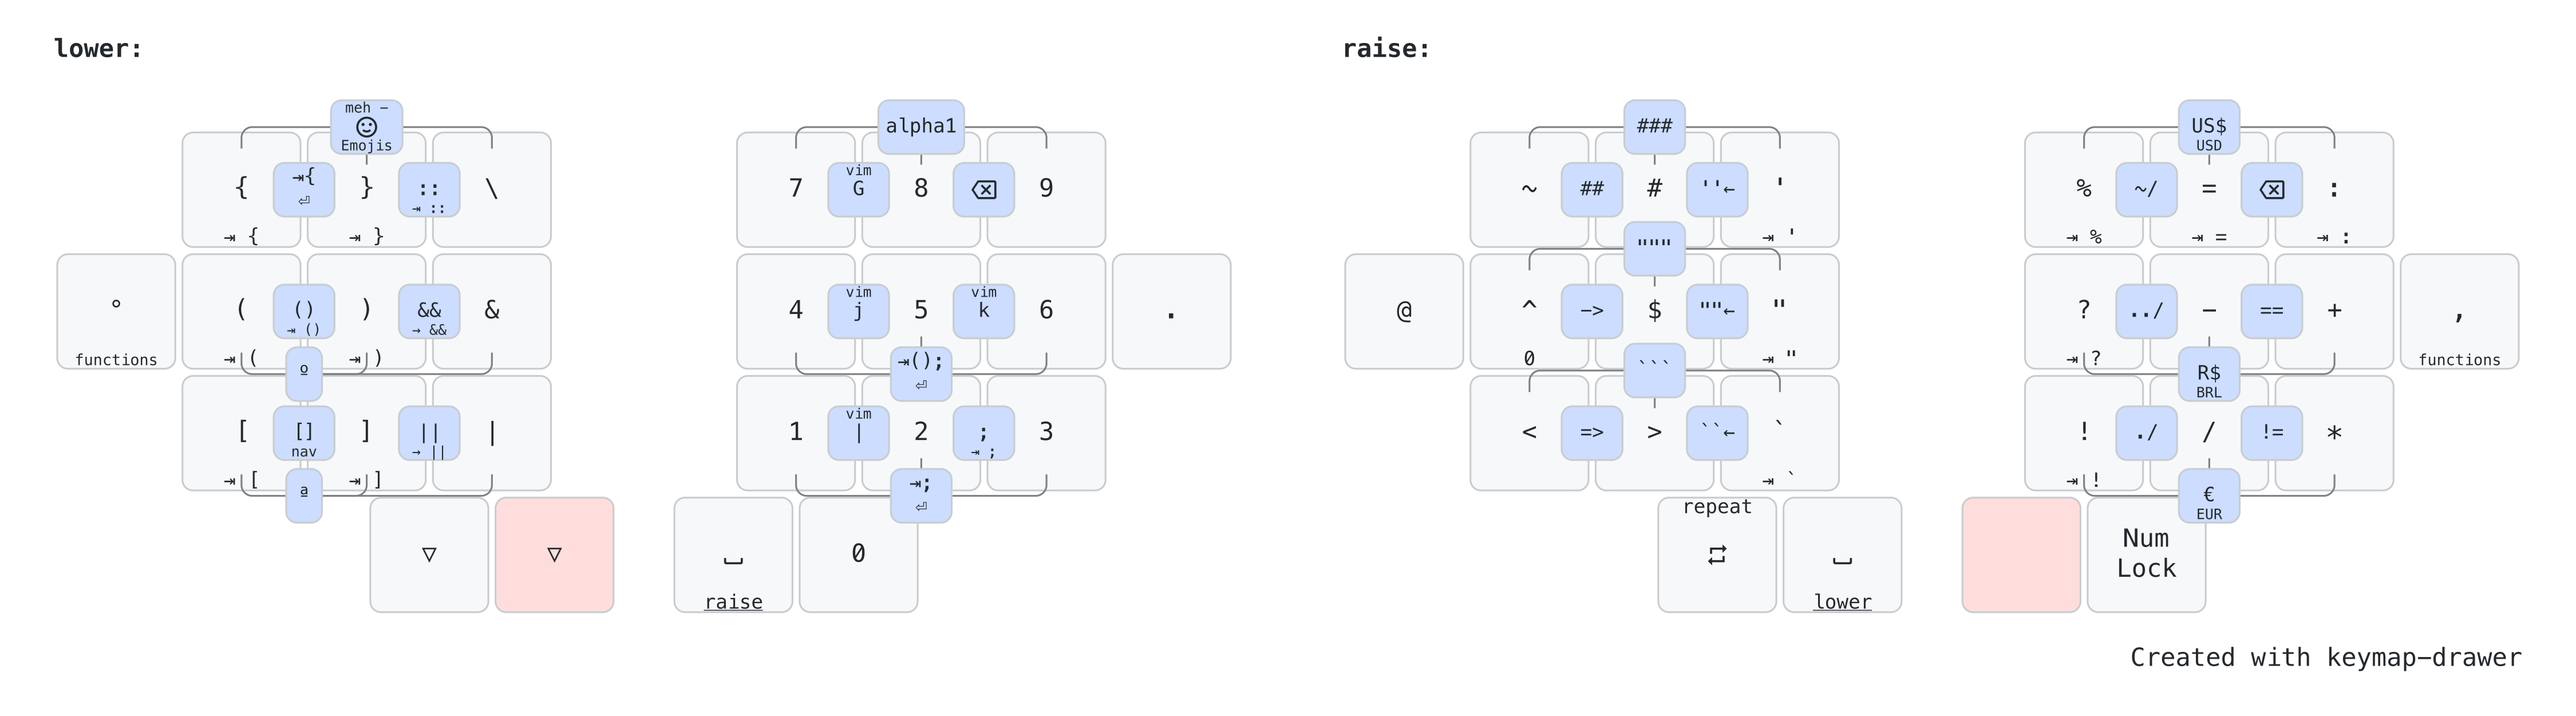 lower: raise:
meh –
Emojis
alpha1 ### US$
USD
{ ⇥{ } :: \ 7 vim G 8 ⌫ 9 ~ ## # ''← ' % ~/ = ⌫ :
⏎ ⇥ ::
⇥ { ⇥ } ⇥ ' ⇥ % ⇥ = ⇥ :
"""
° ( () ) && & 4 vim j 5 vim k 6 . @ ^ -> $ ""← " ? ../ − == + ,
⇥ () → &&
functions ⇥ ( ⇥ ) 0 ⇥ " ⇥ ? functions
º ⇥(); ``` R$
⏎ BRL
[ [] ] || | 1 vim | 2 ; 3 < => > ``← ` ! ./ / != *
nav → || ⇥ ;
⇥ [ ⇥ ] ⇥ ` ⇥ !
ª ⇥; €
⏎ EUR
repeat
▽ ▽ ⎵ 0 ⎵ Num
Lock
raise lower
Created with keymap-drawer